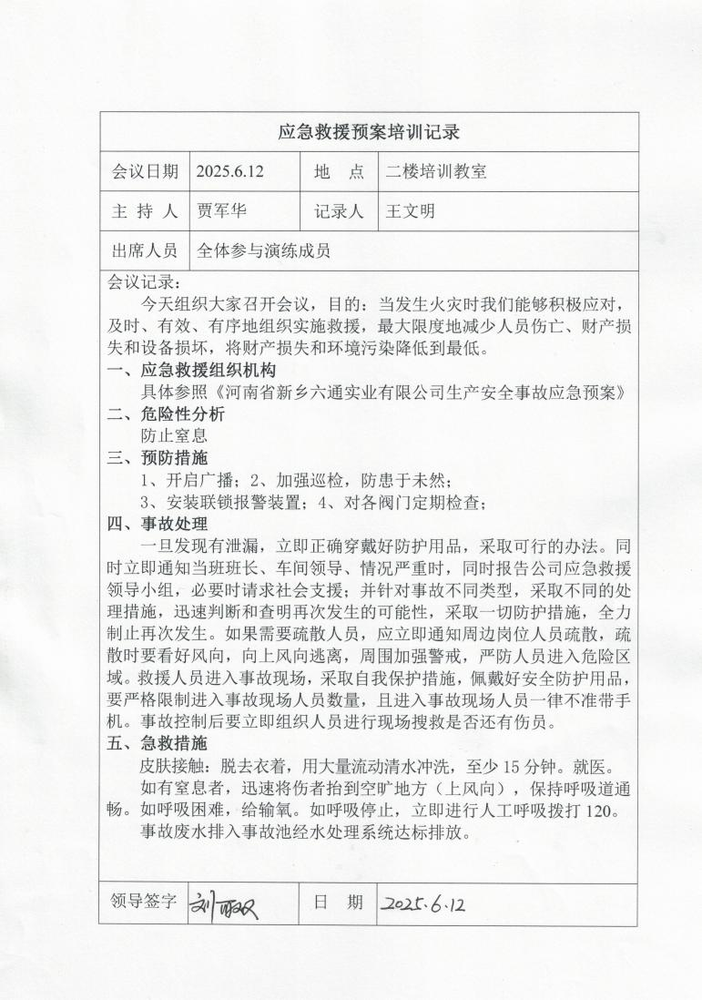 应急救援预案培训记录
会议日期 2025.6.12 地 点 二楼培训教室
主 持 人 贾军华 记录人 王文明
出席人员 全体参与演练成员
会议记录：
今天组织大家召开会议，目的：当发生火灾时我们能够积极应对，
及时、有效、有序地组织实施救援，最大限度地减少人员伤亡、财产损
失和设备损坏，将财产损失和环境污染降低到最低。
一、应急救援组织机构
具体参照《河南省新乡六通实业有限公司生产安全事故应急预案》
二、危险性分析
防止窒息
三、预防措施
1、开启广播；2、加强巡检，防患于未然；
3、安装联锁报警装置；4、对各阀门定期检查；
四、事故处理
一旦发现有泄漏，立即正确穿戴好防护用品，采取可行的办法。同
时立即通知当班班长、车间领导、情况严重时，同时报告公司应急救援
领导小组，必要时请求社会支援；并针对事故不同类型，采取不同的处
理措施，迅速判断和查明再次发生的可能性，采取一切防护措施，全力
制止再次发生。如果需要疏散人员，应立即通知周边岗位人员疏散，疏
散时要看好风向，向上风向逃离，周围加强警戒，严防人员进入危险区
域。救援人员进入事故现场，采取自我保护措施，佩戴好安全防护用品，
要严格限制进入事故现场人员数量，且进入事故现场人员一律不准带手
机。事故控制后要立即组织人员进行现场搜救是否还有伤员。
五、急救措施
皮肤接触：脱去衣着，用大量流动清水冲洗，至少 15 分钟。就医。
如有窒息者，迅速将伤者抬到空旷地方（上风向），保持呼吸道通
畅。如呼吸困难，给输氧。如呼吸停止，立即进行人工呼吸拨打 120。
事故废水排入事故池经水处理系统达标排放。
领导签字 刘 日 期 2025.6.12